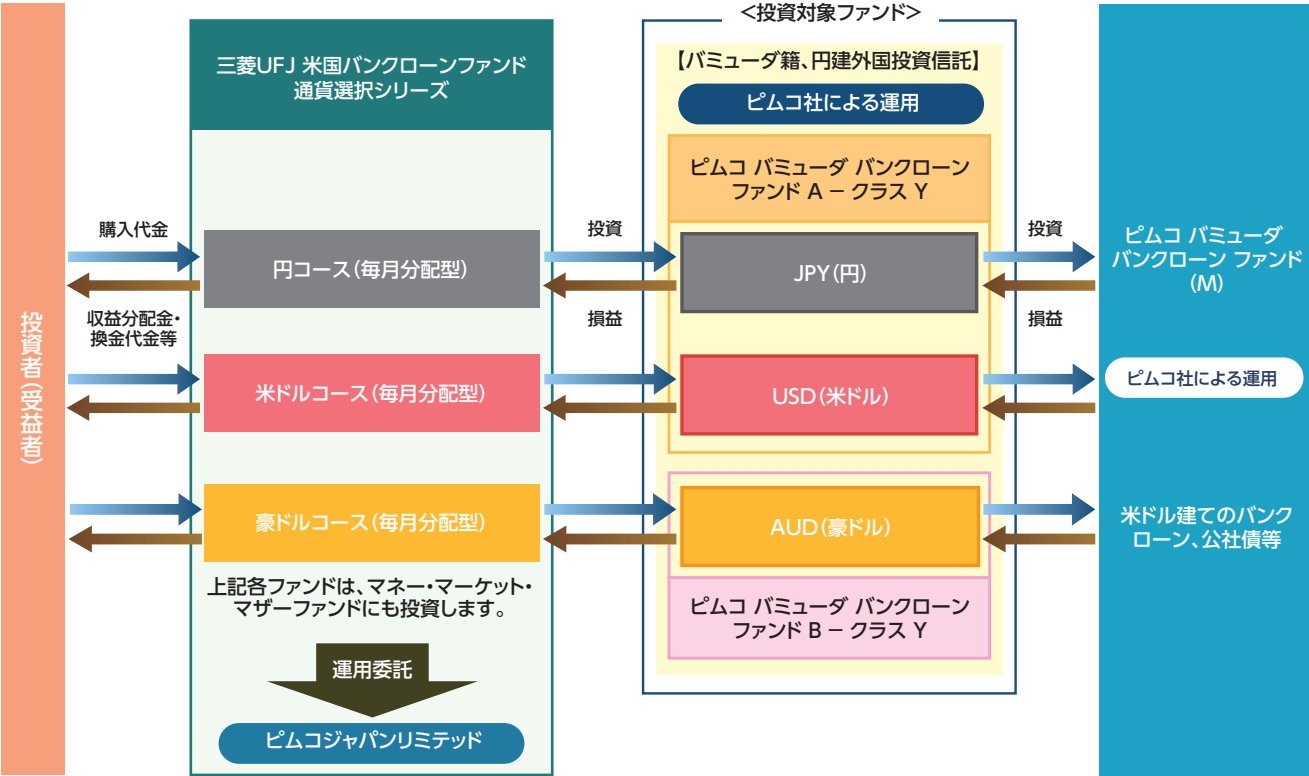 投資者(受益者)
購入代金
収益分配金・
換金代金等
三菱UFJ 米国バンクローンファンド
通貨選択シリーズ
円コース(毎月分配型)
米ドルコース(毎月分配型)
豪ドルコース(毎月分配型)
上記各ファンドは、マネー・マーケット・
マザーファンドにも投資します。
運用委託
ピムコジャパンリミテッド
投資
損益
<投資対象ファンド>
【バミューダ籍、円建外国投資信託】
ピムコ社による運用
ピムコ バミューダ バンクローン
ファンド A - クラス Y
JPY(円)
USD(米ドル)
AUD(豪ドル)
ピムコ バミューダ バンクローン
ファンド B - クラス Y
投資
損益
ピムコ バミューダ
バンクローン ファンド
(M)
ピムコ社による運用
米ドル建てのバンク
ローン、公社債等